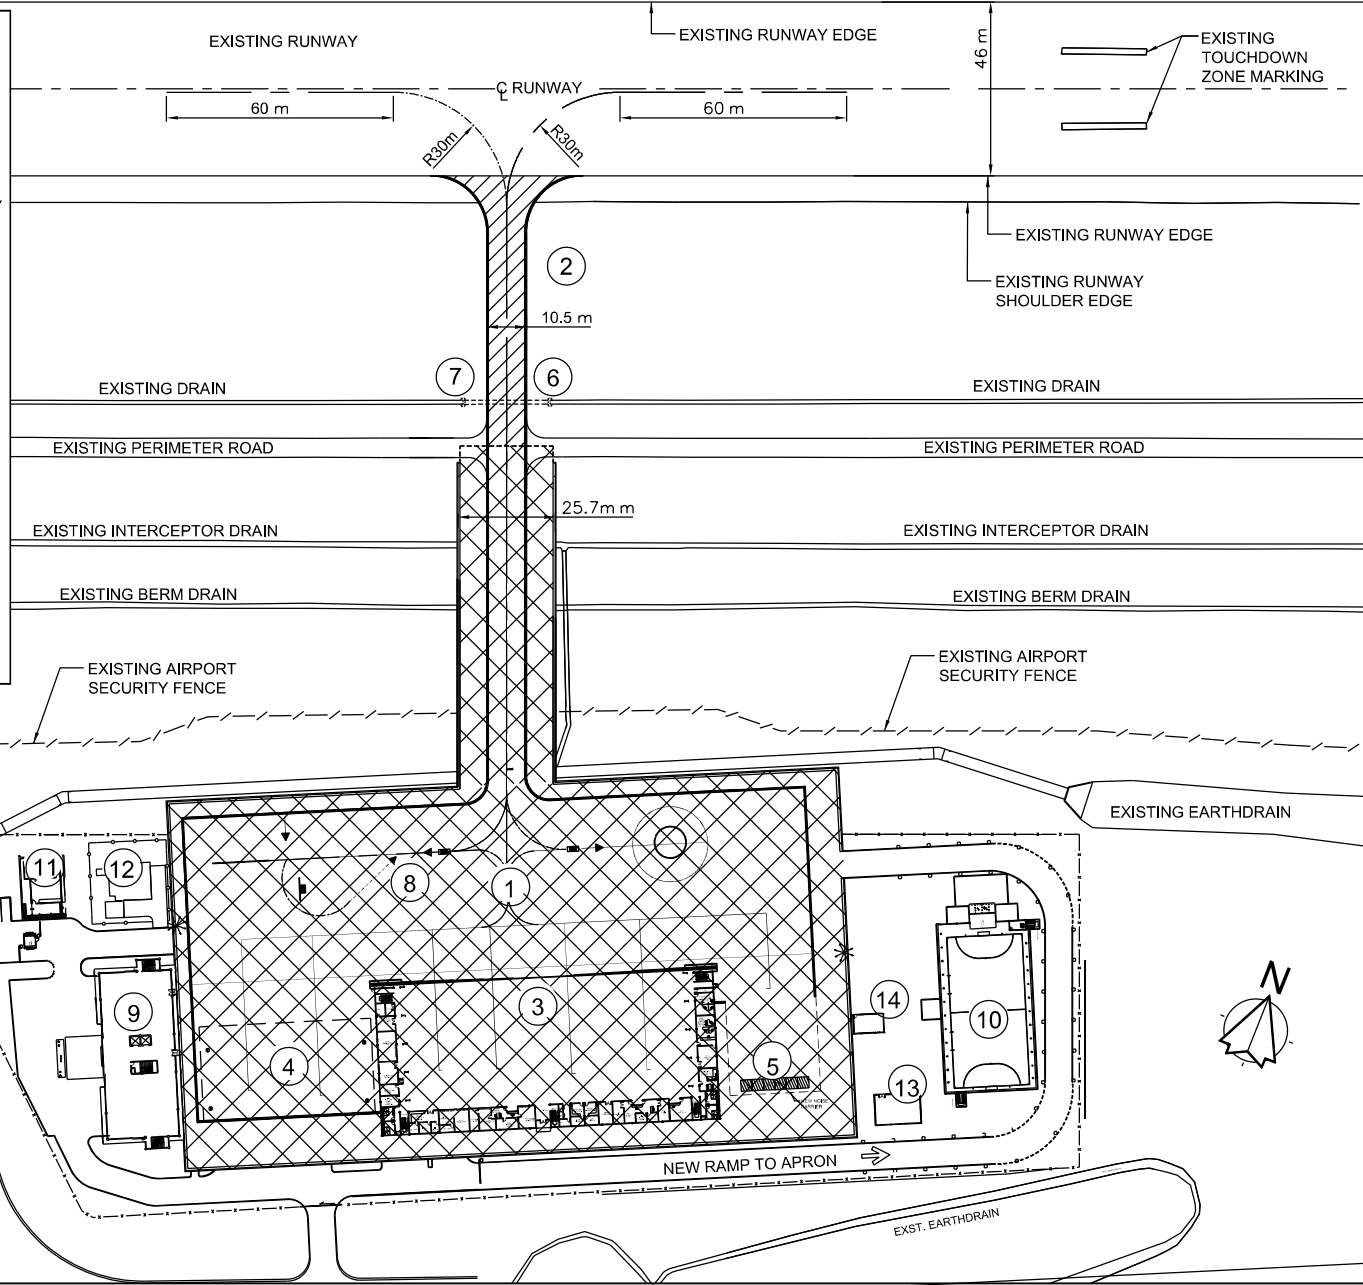 EXISTING RUNWAY
EXISTING RUNWAY EDGE
46 m
EXISTING
TOUCHDOWN
ZONE MARKING
℄ RUNWAY
60 m
60 m
R30m
R30m
EXISTING RUNWAY EDGE
2
EXISTING RUNWAY
SHOULDER EDGE
10.5 m
7
6
EXISTING DRAIN
EXISTING DRAIN
EXISTING PERIMETER ROAD
EXISTING PERIMETER ROAD
25.7m m
EXISTING INTERCEPTOR DRAIN
EXISTING INTERCEPTOR DRAIN
EXISTING BERM DRAIN
EXISTING BERM DRAIN
EXISTING AIRPORT
SECURITY FENCE
EXISTING AIRPORT
SECURITY FENCE
EXISTING EARTHDRAIN
11
12
8
1
N
14
3
9
10
4
5
13
NEW NOISE
BARRIER
NEW RAMP TO APRON
EXST. EARTHDRAIN